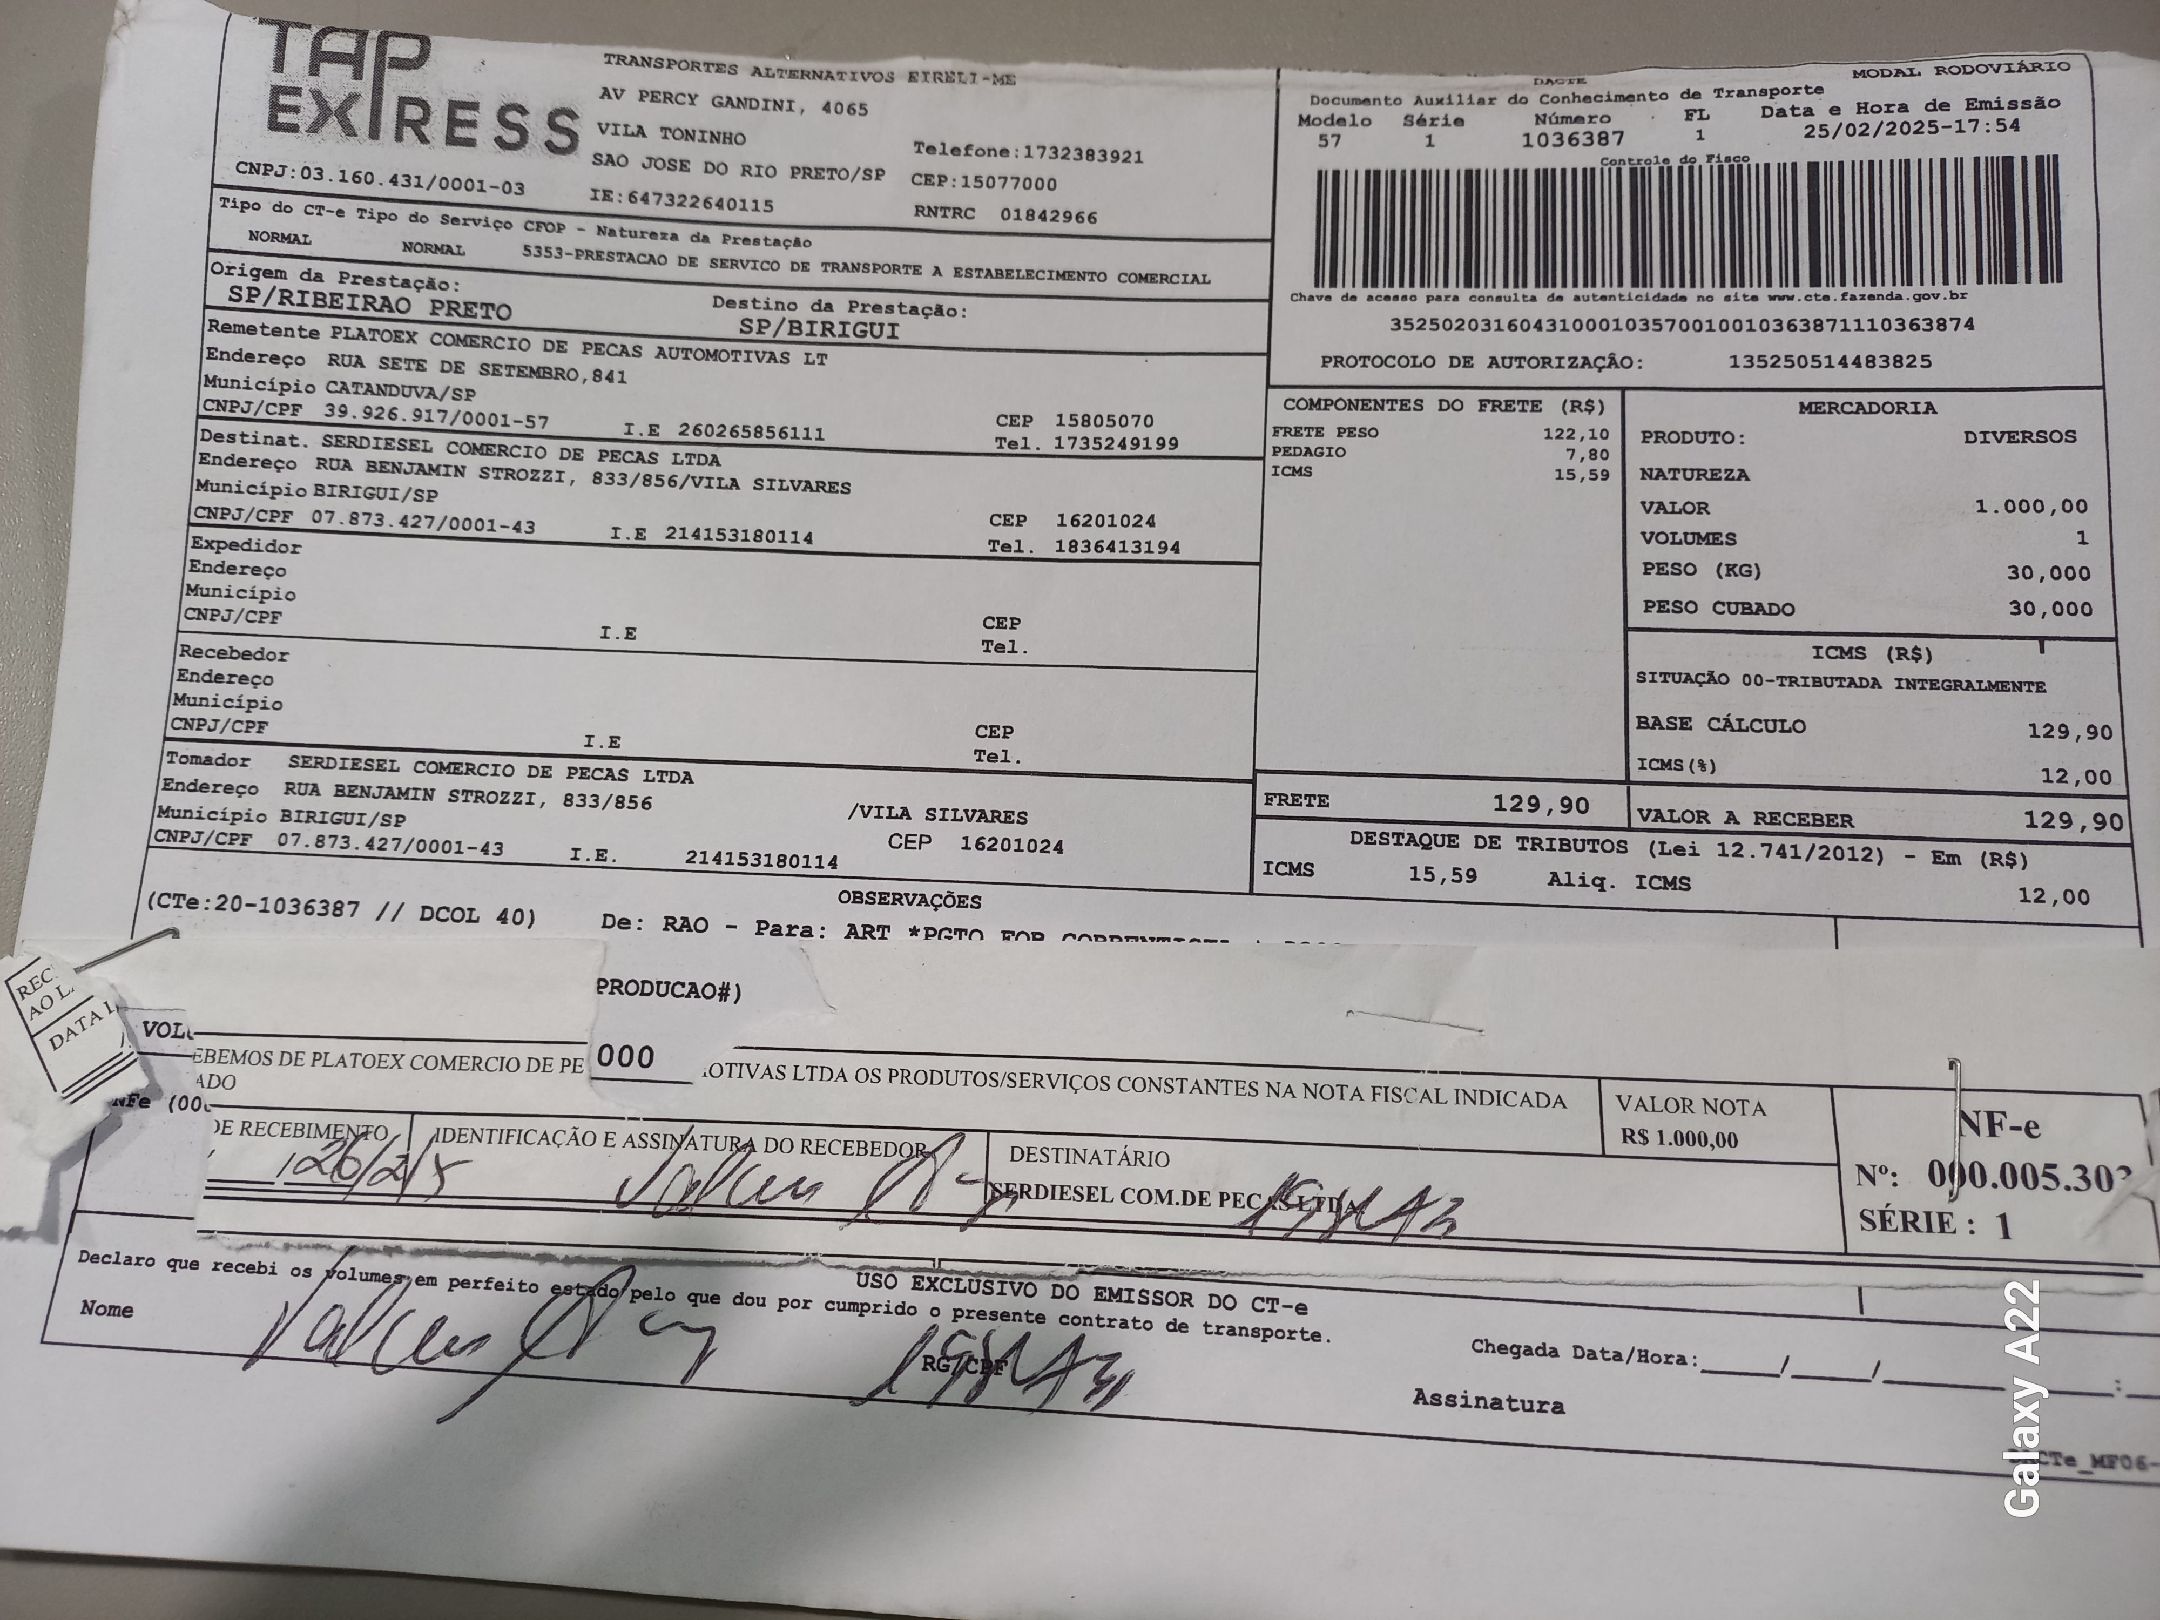 TAP EXPRESS
TRANSPORTES ALTERNATIVOS EIRELI-ME
AV PERCY GANDINI, 4065
VILA TONINHO
Telefone:1732383921
SAO JOSE DO RIO PRETO/SP CEP:15077000
CNPJ:03.160.431/0001-03
IE:647322640115
RNTRC 01842966
DACTE
MODAL RODOVIÁRIO
Documento Auxiliar do Conhecimento de Transporte
Modelo Série Número FL Data e Hora de Emissão
57 1 1036387 1 25/02/2025-17:54
Controle do Fisco
Chave de acesso para consulta de autenticidade no site www.cte.fazenda.gov.br
35250203160431000103570010010363871110363874
PROTOCOLO DE AUTORIZAÇÃO: 135250514483825
Tipo do CT-e Tipo do Serviço CFOP - Natureza da Prestação
NORMAL NORMAL 5353-PRESTACAO DE SERVICO DE TRANSPORTE A ESTABELECIMENTO COMERCIAL
Origem da Prestação: Destino da Prestação:
SP/RIBEIRAO PRETO SP/BIRIGUI
Remetente PLATOEX COMERCIO DE PECAS AUTOMOTIVAS LT
Endereço RUA SETE DE SETEMBRO,841
Município CATANDUVA/SP CEP 15805070
CNPJ/CPF 39.926.917/0001-57 I.E 260265856111 Tel. 1735249199
Destinat. SERDIESEL COMERCIO DE PECAS LTDA
Endereço RUA BENJAMIN STROZZI, 833/856/VILA SILVARES
Município BIRIGUI/SP CEP 16201024
CNPJ/CPF 07.873.427/0001-43 I.E 214153180114 Tel. 1836413194
Expedidor
Endereço
Município CEP
CNPJ/CPF I.E Tel.
Recebedor
Endereço
Município CEP
CNPJ/CPF I.E Tel.
Tomador SERDIESEL COMERCIO DE PECAS LTDA
Endereço RUA BENJAMIN STROZZI, 833/856 /VILA SILVARES
Município BIRIGUI/SP CEP 16201024
CNPJ/CPF 07.873.427/0001-43 I.E. 214153180114
COMPONENTES DO FRETE (R$)
FRETE PESO 122,10
PEDAGIO 7,80
ICMS 15,59
MERCADORIA
PRODUTO: DIVERSOS
NATUREZA
VALOR 1.000,00
VOLUMES 1
PESO (KG) 30,000
PESO CUBADO 30,000
ICMS (R$)
SITUAÇÃO 00-TRIBUTADA INTEGRALMENTE
BASE CÁLCULO 129,90
ICMS(%) 12,00
FRETE 129,90 VALOR A RECEBER 129,90
DESTAQUE DE TRIBUTOS (Lei 12.741/2012) - Em (R$)
ICMS 15,59 Aliq. ICMS 12,00
OBSERVAÇÕES
(CTe:20-1036387 // DCOL 40) De: RAO - Para: ART *PGTO
PRODUCAO#)
REC
AO L
DATA
VOL
000
EBEMOS DE PLATOEX COMERCIO DE PE OTIVAS LTDA OS PRODUTOS/SERVIÇOS CONSTANTES NA NOTA FISCAL INDICADA
ADO
VALOR NOTA
R$ 1.000,00
NFe (00
DE RECEBIMENTO IDENTIFICAÇÃO E ASSINATURA DO RECEBEDOR DESTINATÁRIO
26/2/5
SERDIESEL COM.DE PECAS LTDA
NF-e
Nº: 000.005.30
SÉRIE : 1
USO EXCLUSIVO DO EMISSOR DO CT-e
Declaro que recebi os volumes em perfeito estado pelo que dou por cumprido o presente contrato de transporte.
Nome RG/CPF Chegada Data/Hora:___/___/___:
Assinatura
CTe_MF06-
Galaxy A22